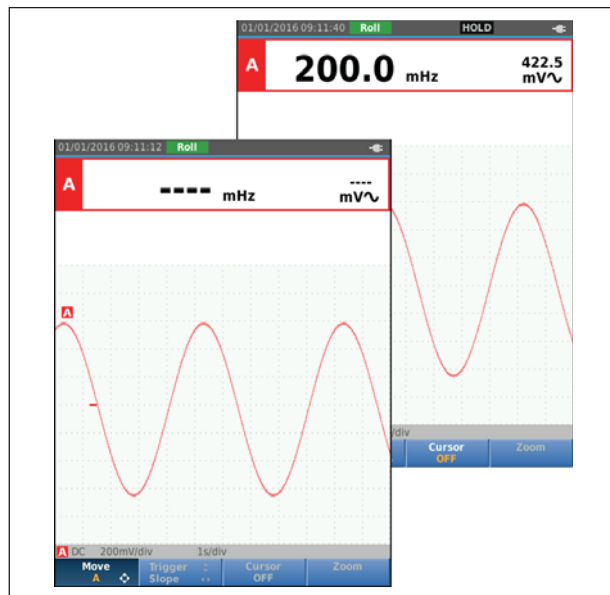 01/01/2016 09:11:40 Roll HOLD
A 200.0 mHz 422.5 mV∿
/div
Cursor OFF Zoom
01/01/2016 09:11:12 Roll
A ---- mHz ---- mV∿
A
A DC 200mV/div 1s/div
Move A Trigger Slope Cursor OFF Zoom